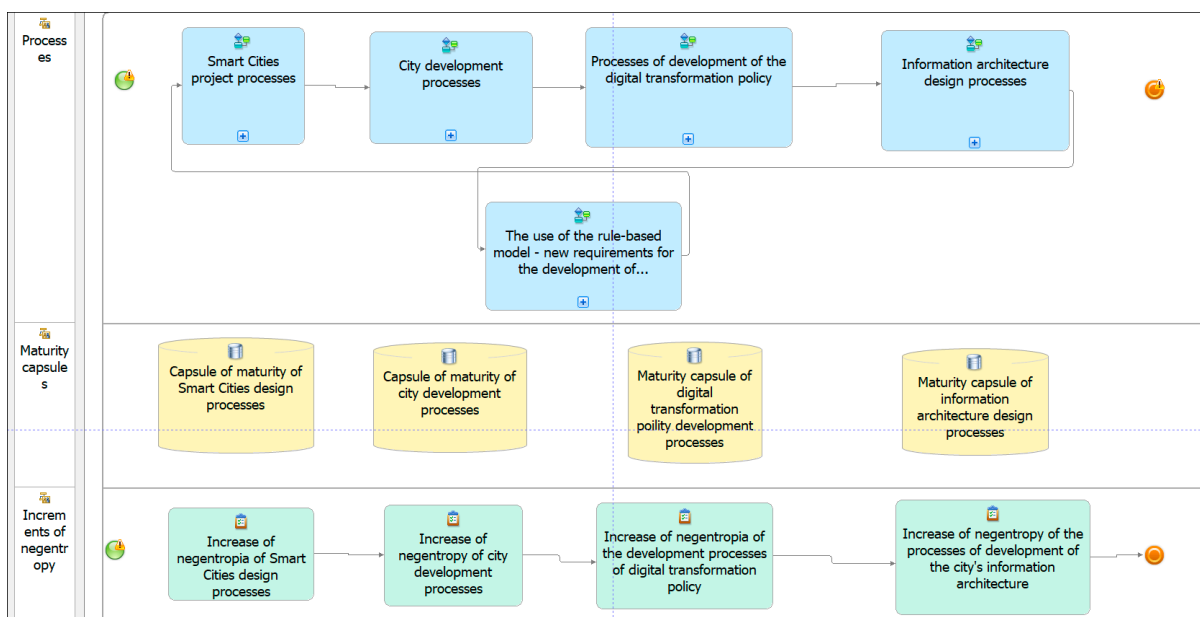 Process
es
Smart Cities
project processes
City development
processes
Processes of development of the
digital transformation policy
Information architecture
design processes
The use of the rule-based
model - new requirements for
the development of...
Maturity
capsule
s
Capsule of maturity of
Smart Cities design
processes
Capsule of maturity of
city development
processes
Maturity capsule of
digital
transformation
poility development
processes
Maturity capsule of
information
architecture design
processes
Increm
ents of
negentr
opy
Increase of
negentropia of Smart
Cities design
processes
Increase of
negentropy of city
development
processes
Increase of negentropia of
the development processes
of digital transformation
policy
Increase of negentropy of the
processes of development of
the city's information
architecture